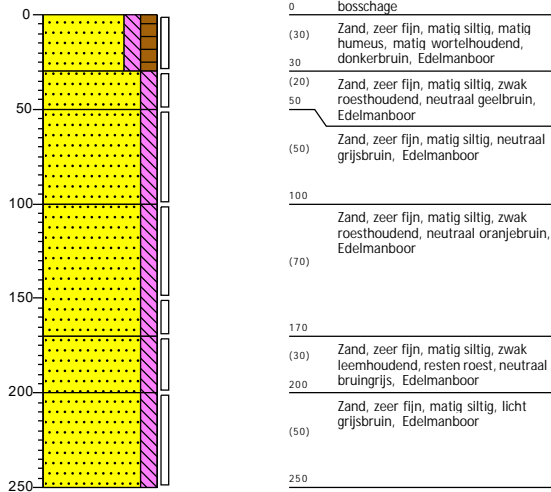 0
50
100
150
200
250
0 bosschage
(30) Zand, zeer fijn, matig siltig, matig
humeus, matig wortelhoudend,
donkerbruin, Edelmanboor
30
(20) Zand, zeer fijn, matig siltig, zwak
roesthoudend, neutraal geelbruin,
Edelmanboor
50
(50) Zand, zeer fijn, matig siltig, neutraal
grijsbruin, Edelmanboor
100
(70) Zand, zeer fijn, matig siltig, zwak
roesthoudend, neutraal oranjebruin,
Edelmanboor
170
(30) Zand, zeer fijn, matig siltig, zwak
leemhoudend, resten roest, neutraal
bruingrijs, Edelmanboor
200
(50) Zand, zeer fijn, matig siltig, licht
grijsbruin, Edelmanboor
250